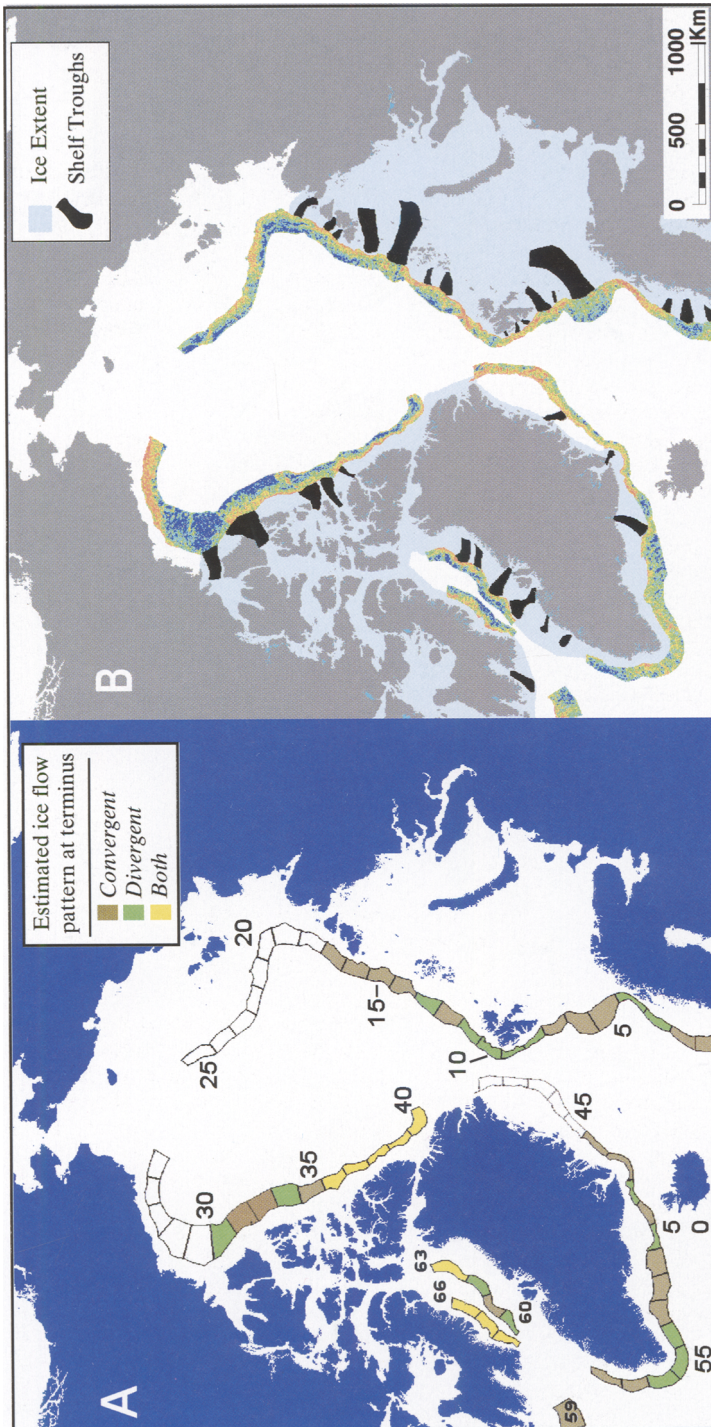 A
Estimated ice flow
pattern at terminus
Convergent
Divergent
Both
5
10
15
20
25
30
35
40
45
5
0
55
59
60
63
66
B
Ice Extent
Shelf Troughs
0 500 1000
Km